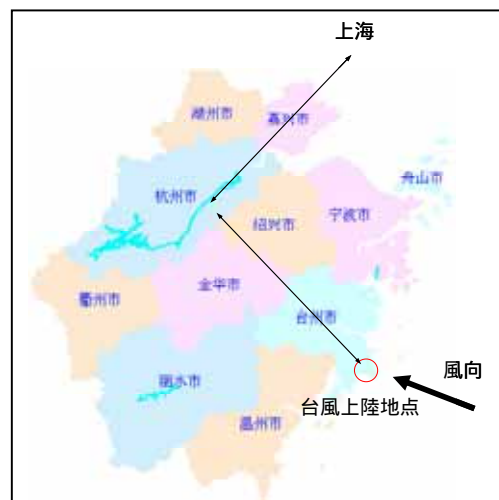 上海
湖州市
嘉兴市
杭州市
舟山市
宁波市
绍兴市
金华市
衢州市
台州市
丽水市
風向
台風上陸地点
温州市